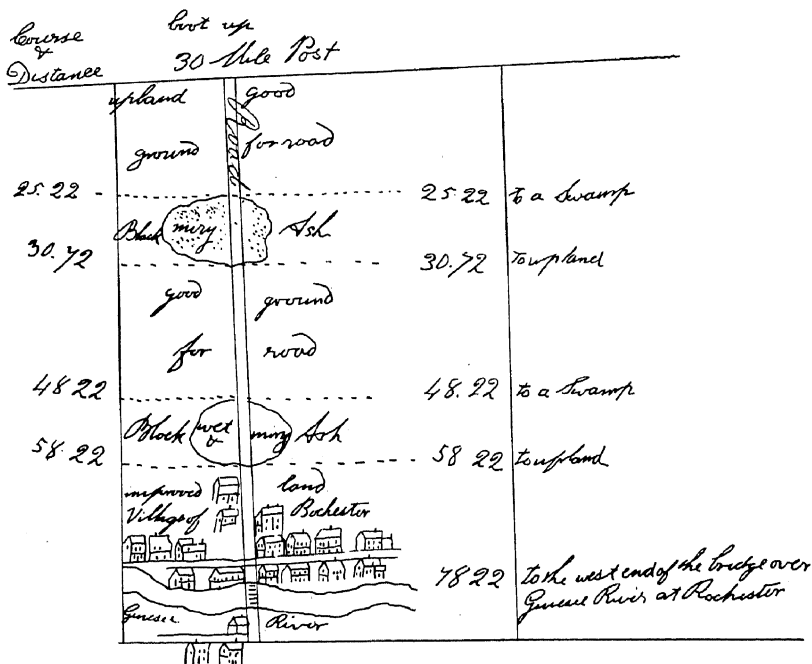 Course
&
Distance
boot up
30 Mile Post
upland good
Road
ground for road
25.22 25.22 to a Swamp
Black miry Ash
30.72 30.72 to upland
good ground
for road
48 22 48.22 to a Swamp
Black wet & miry Ash
58.22 58 22 to upland
improved land
Village of Rochester
78 22 to the west end of the bridge over
Genesee River at Rochester
Genesee River